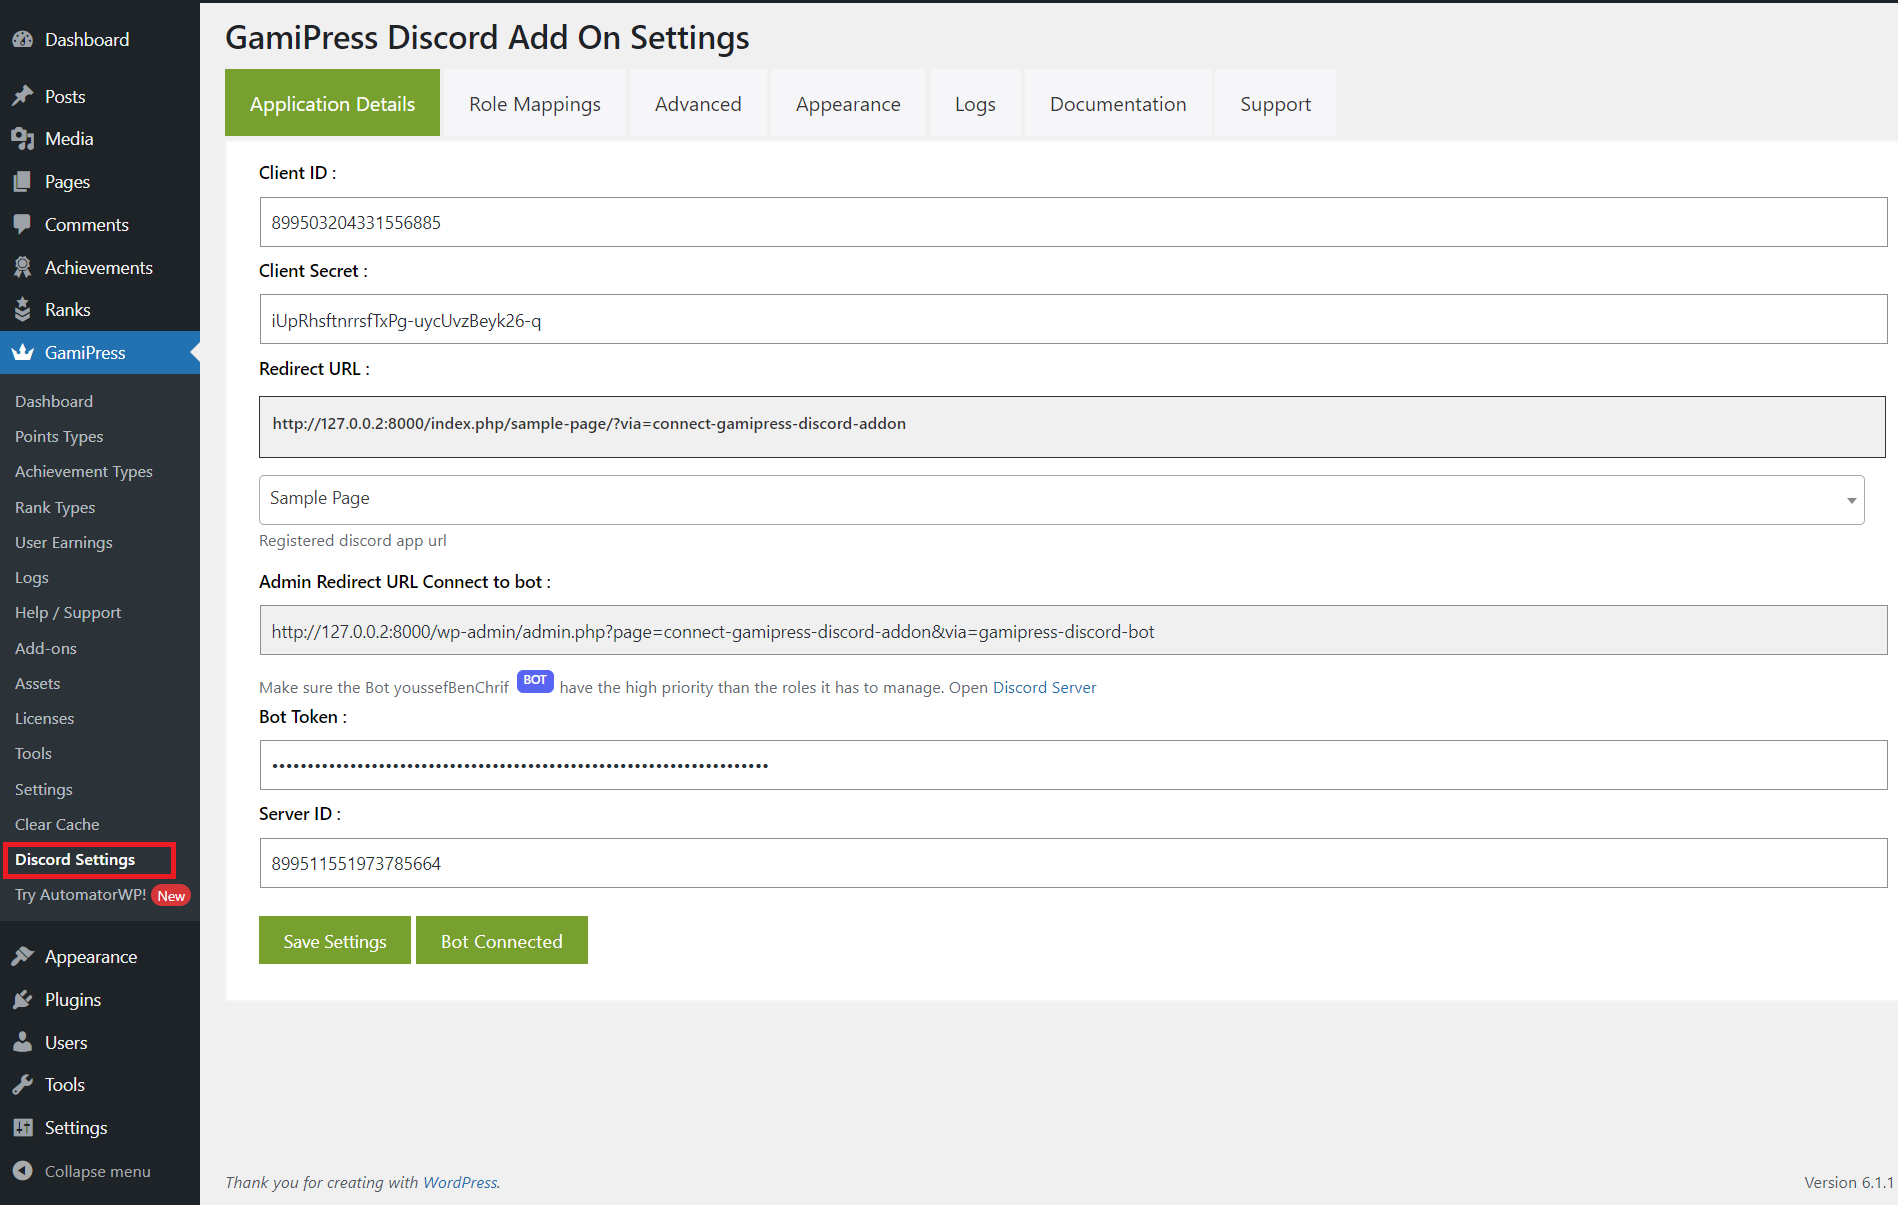 Dashboard
Posts
Media
Pages
Comments
Achievements
Ranks
GamiPress
Dashboard
Points Types
Achievement Types
Rank Types
User Earnings
Logs
Help / Support
Add-ons
Assets
Licenses
Tools
Settings
Clear Cache
Discord Settings
Try AutomatorWP! New
Appearance
Plugins
Users
Tools
Settings
Collapse menu
GamiPress Discord Add On Settings
Application Details Role Mappings Advanced Appearance Logs Documentation Support
Client ID :
899503204331556885
Client Secret :
iUpRhsftnrrsfTxPg-uycUvzBeyk26-q
Redirect URL :
http://127.0.0.2:8000/index.php/sample-page/?via=connect-gamipress-discord-addon
Sample Page
Registered discord app url
Admin Redirect URL Connect to bot :
http://127.0.0.2:8000/wp-admin/admin.php?page=connect-gamipress-discord-addon&via=gamipress-discord-bot
Make sure the Bot youssefBenChrif BOT have the high priority than the roles it has to manage. Open Discord Server
Bot Token :
Server ID :
899511551973785664
Save Settings Bot Connected
Thank you for creating with WordPress.
Version 6.1.1